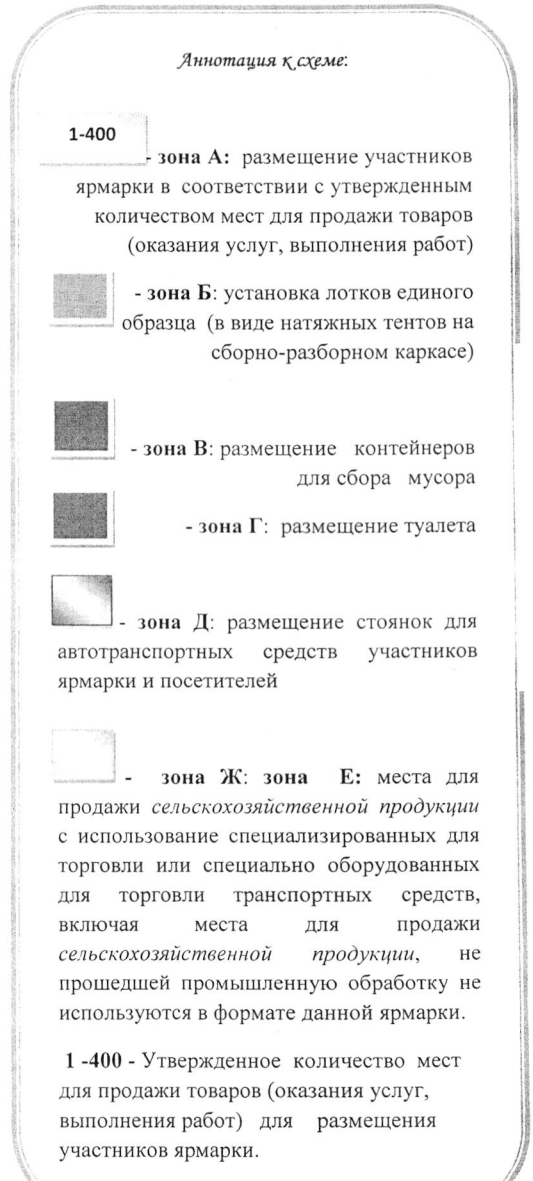 Аннотация к схеме:
1-400
- зона А: размещение участников
ярмарки в соответствии с утвержденным
количеством мест для продажи товаров
(оказания услуг, выполнения работ)
- зона Б: установка лотков единого
образца (в виде натяжных тентов на
сборно-разборном каркасе)
- зона В: размещение контейнеров
для сбора мусора
- зона Г: размещение туалета
- зона Д: размещение стоянок для
автотранспортных средств участников
ярмарки и посетителей
- зона Ж: зона Е: места для
продажи сельскохозяйственной продукции
с использование специализированных для
торговли или специально оборудованных
для торговли транспортных средств,
включая места для продажи
сельскохозяйственной продукции, не
прошедшей промышленную обработку не
используются в формате данной ярмарки.
1 -400 - Утвержденное количество мест
для продажи товаров (оказания услуг,
выполнения работ) для размещения
участников ярмарки.